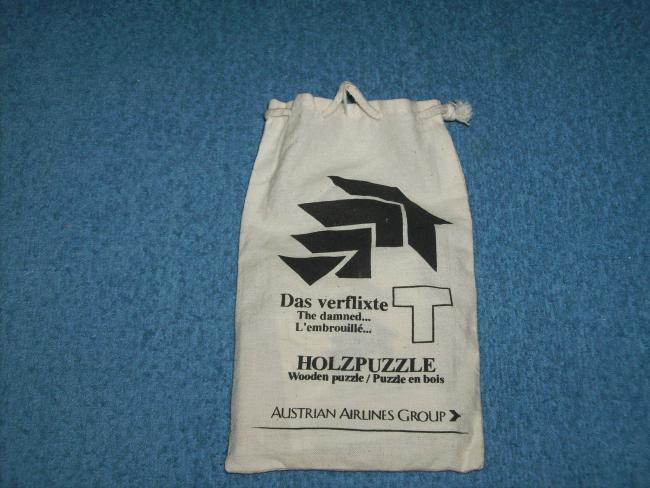 Das verflixte T
The damned...
L'embrouillé...
HOLZPUZZLE
Wooden puzzle / Puzzle en bois
AUSTRIAN AIRLINES GROUP